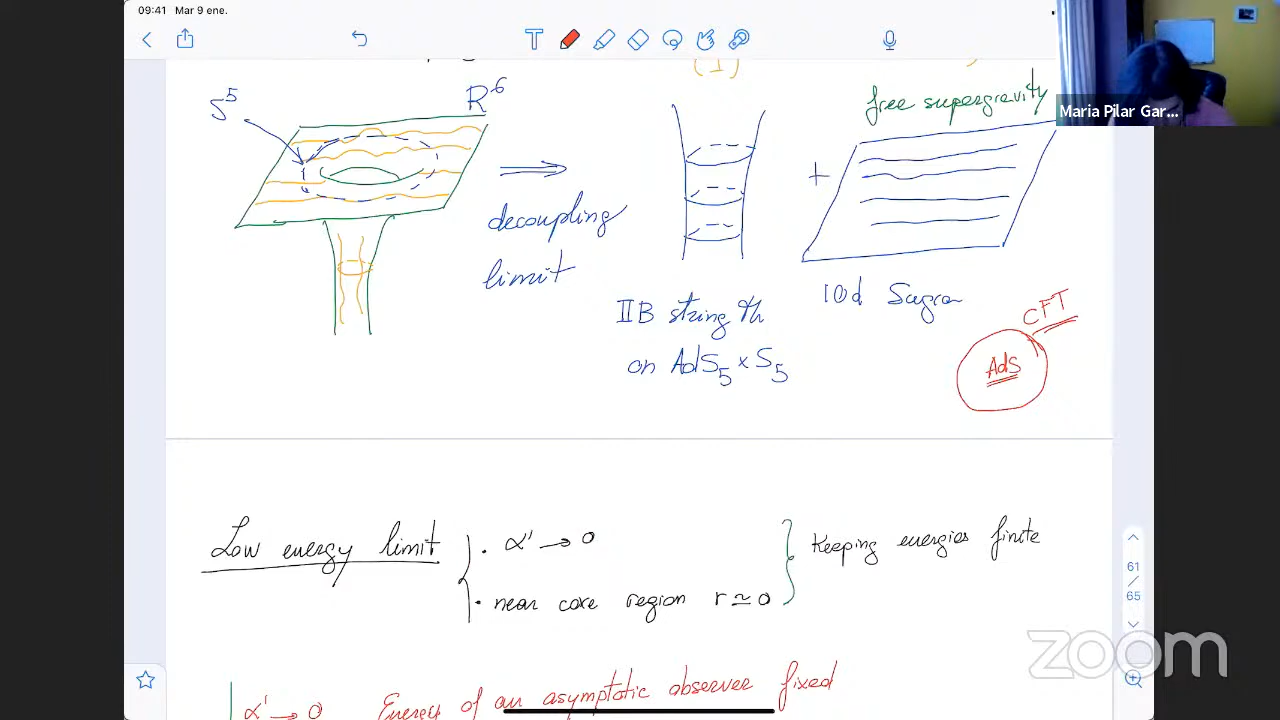 09:41 Mar 9 ene.
(I)
S⁵
R⁶
free supergravity
Maria Pilar Gar...
⇒
+
decoupling
limit
IIB string th
on AdS₅ × S₅
10d Sugra
CFT
AdS
Low energy limit
· α' → 0
· near core region r ≃ 0
Keeping energies finite
61
/
65
zoom
α' → 0 Energy of an asymptotic observer fixed